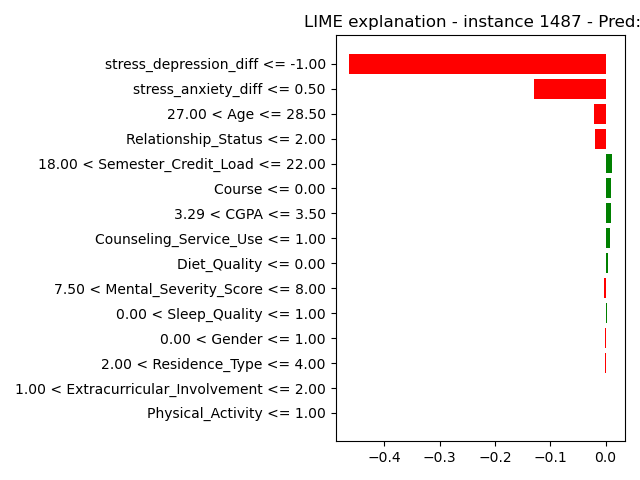 LIME explanation - instance 1487 - Pred:
stress_depression_diff <= -1.00
stress_anxiety_diff <= 0.50
27.00 < Age <= 28.50
Relationship_Status <= 2.00
18.00 < Semester_Credit_Load <= 22.00
Course <= 0.00
3.29 < CGPA <= 3.50
Counseling_Service_Use <= 1.00
Diet_Quality <= 0.00
7.50 < Mental_Severity_Score <= 8.00
0.00 < Sleep_Quality <= 1.00
0.00 < Gender <= 1.00
2.00 < Residence_Type <= 4.00
1.00 < Extracurricular_Involvement <= 2.00
Physical_Activity <= 1.00
−0.4 −0.3 −0.2 −0.1 0.0